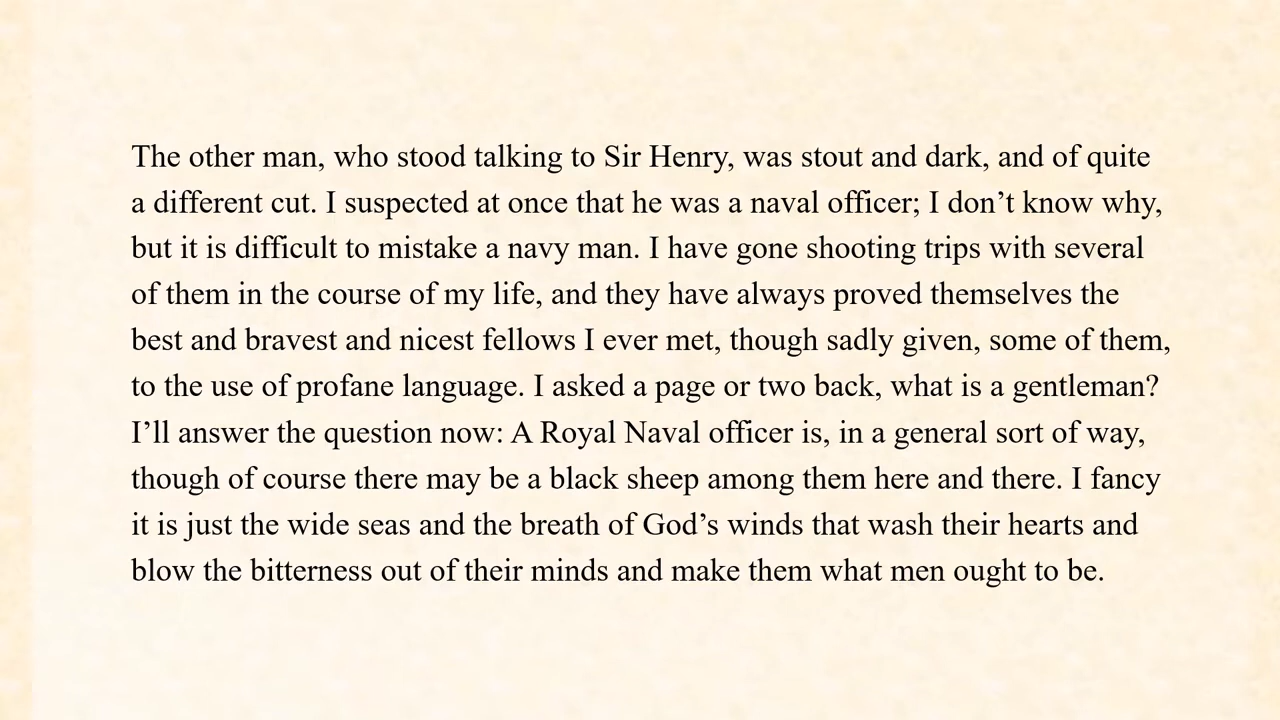 The other man, who stood talking to Sir Henry, was stout and dark, and of quite
a different cut. I suspected at once that he was a naval officer; I don’t know why,
but it is difficult to mistake a navy man. I have gone shooting trips with several
of them in the course of my life, and they have always proved themselves the
best and bravest and nicest fellows I ever met, though sadly given, some of them,
to the use of profane language. I asked a page or two back, what is a gentleman?
I’ll answer the question now: A Royal Naval officer is, in a general sort of way,
though of course there may be a black sheep among them here and there. I fancy
it is just the wide seas and the breath of God’s winds that wash their hearts and
blow the bitterness out of their minds and make them what men ought to be.